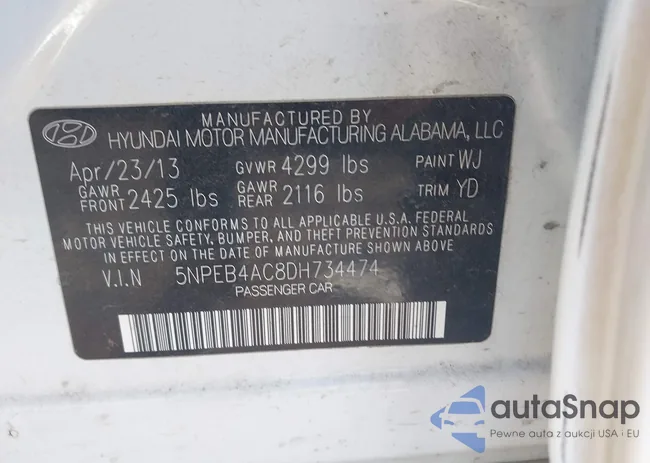 MANUFACTURED BY
HYUNDAI MOTOR MANUFACTURING ALABAMA, LLC
Apr/23/13 GVWR 4299 lbs PAINT WJ
GAWR FRONT 2425 lbs GAWR REAR 2116 lbs TRIM YD
THIS VEHICLE CONFORMS TO ALL APPLICABLE U.S.A. FEDERAL
MOTOR VEHICLE SAFETY, BUMPER, AND THEFT PREVENTION STANDARDS
IN EFFECT ON THE DATE OF MANUFACTURE SHOWN ABOVE
V.I.N 5NPEB4AC8DH734474
PASSENGER CAR
autaSnap
Pewne auta z aukcji USA i EU